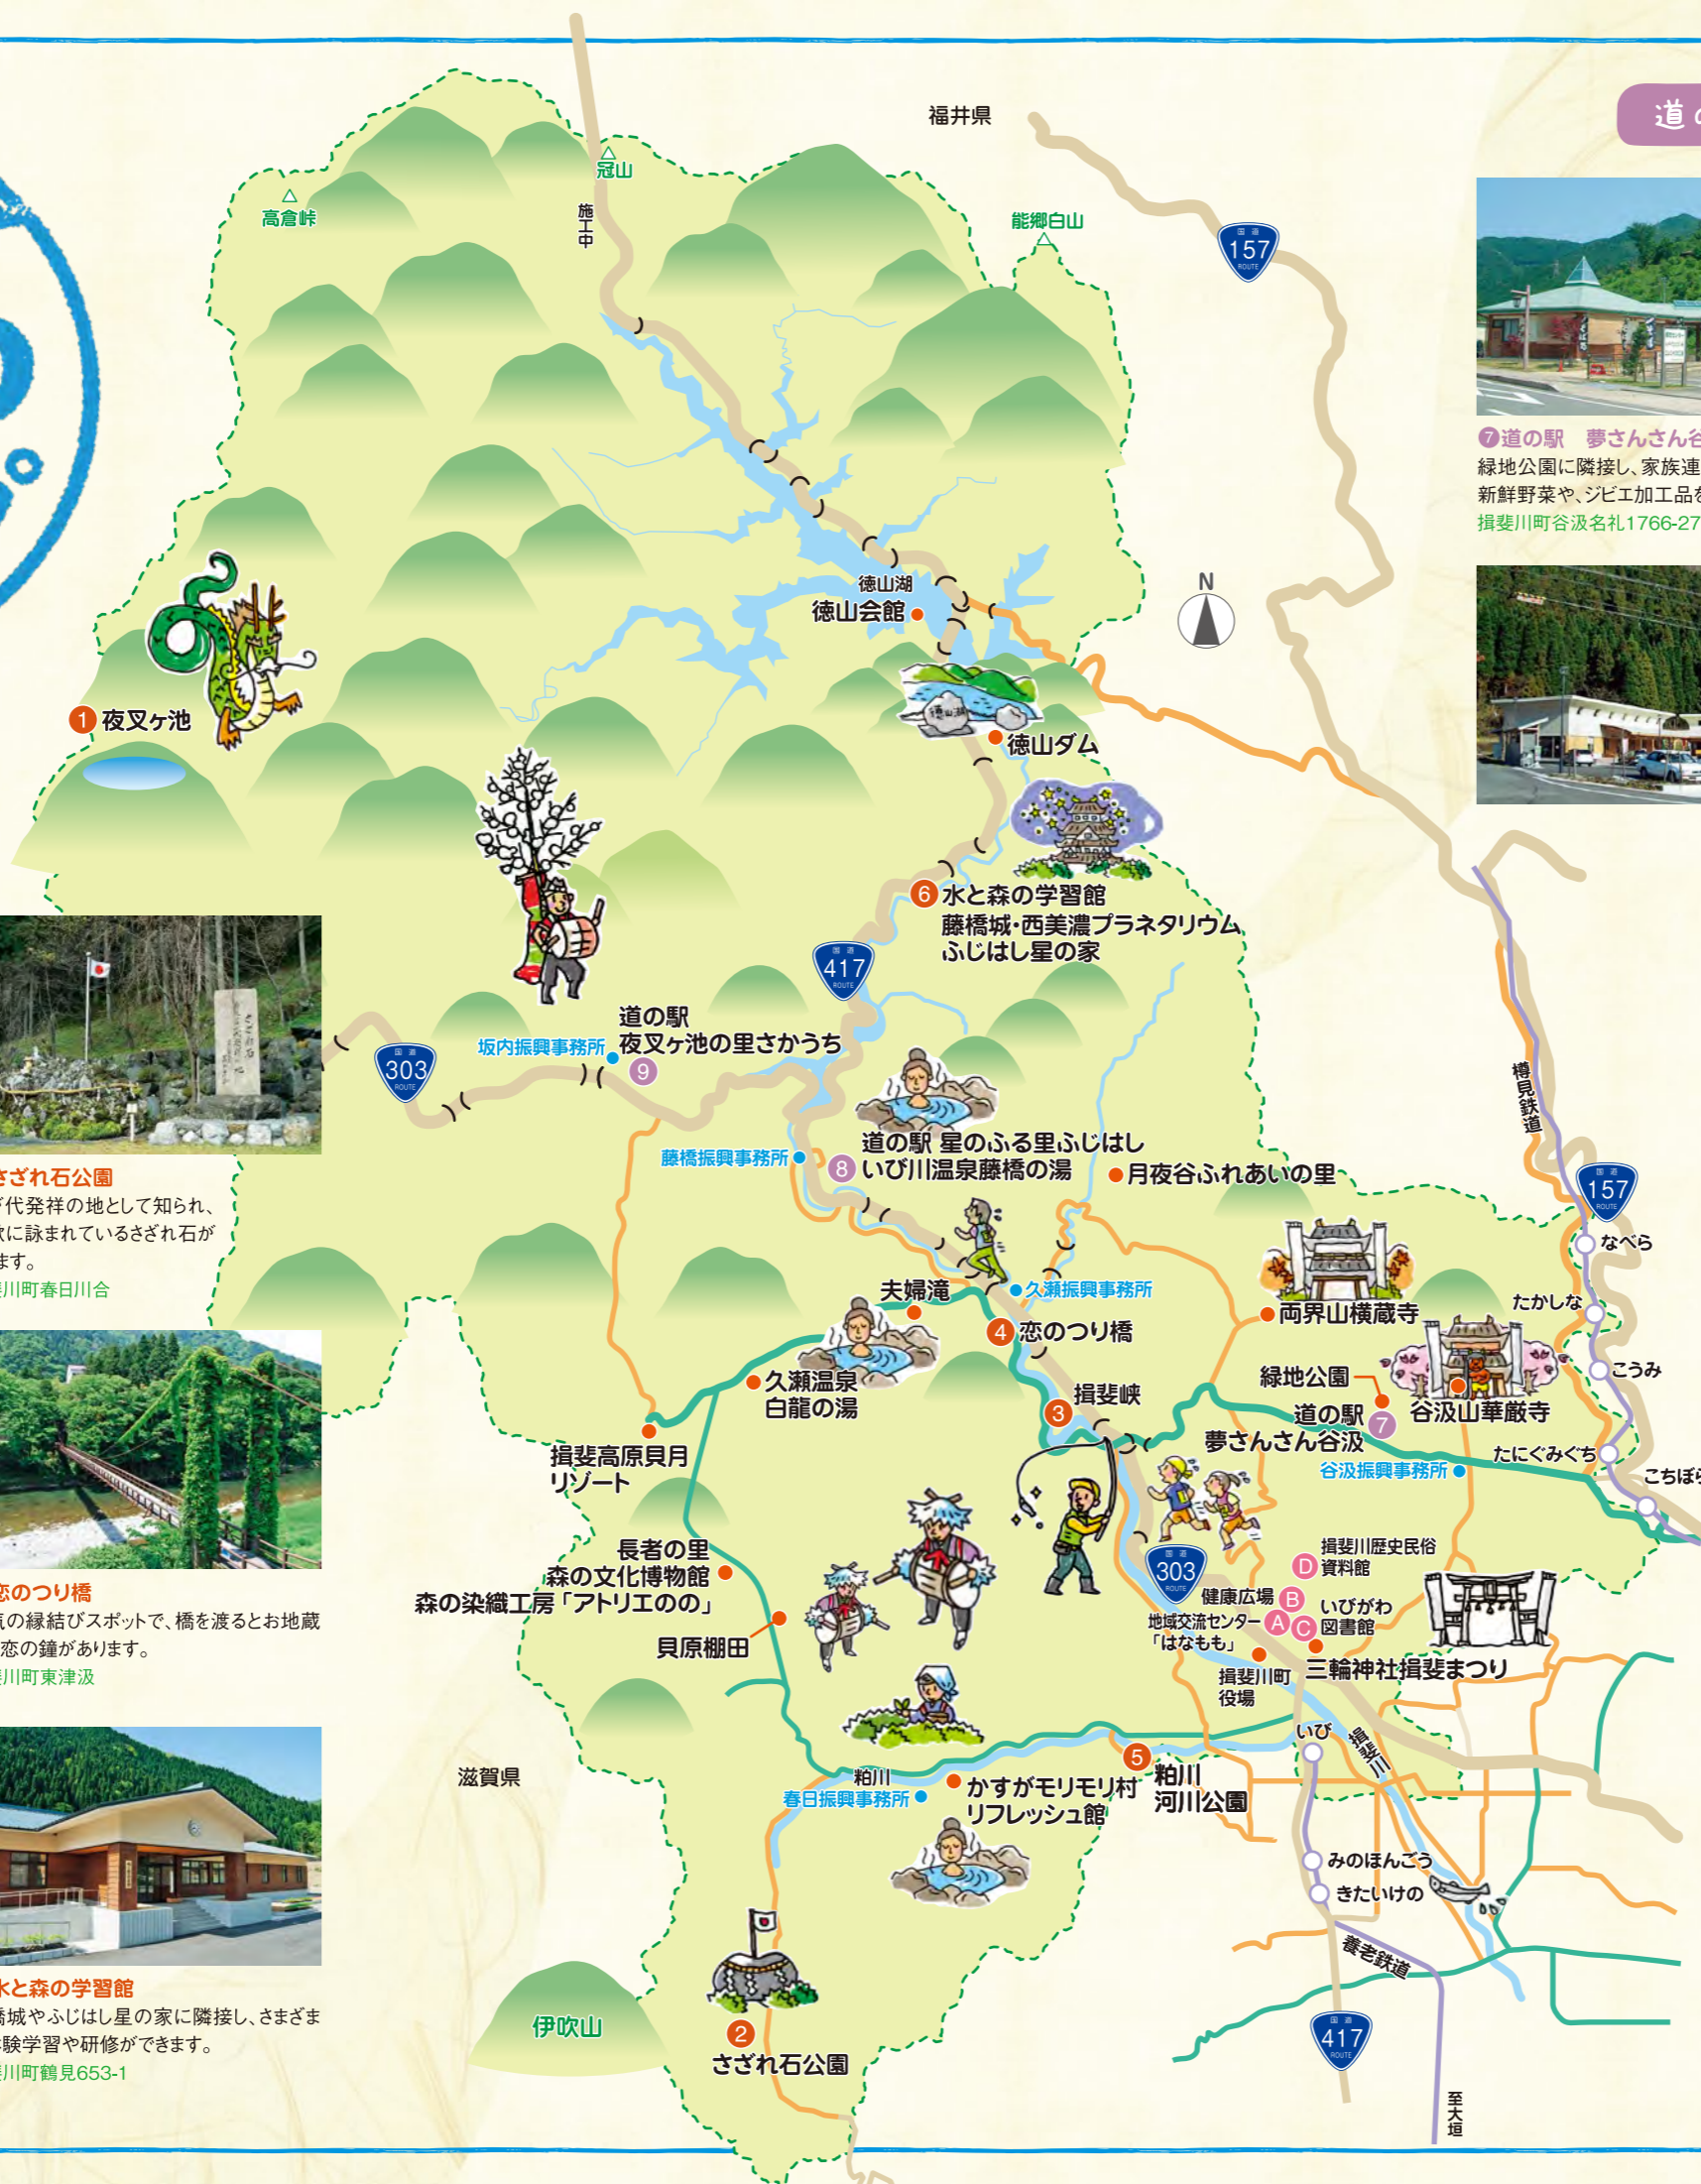 福井県
道の
冠山
高倉峠
施工中
能郷白山
国道
157
ROUTE
❼道の駅　夢さんさん谷
緑地公園に隣接し、家族連
新鮮野菜や、ジビエ加工品を
揖斐川町谷汲名礼1766-27
N
徳山湖
徳山会館
徳山湖
徳山ダム
1 夜叉ヶ池
6 水と森の学習館
藤橋城・西美濃プラネタリウム
ふじはし星の家
国道
417
ROUTE
道の駅
夜叉ヶ池の里さかうち
9
坂内振興事務所
国道
303
ROUTE
さざれ石公園
代発祥の地として知られ、
歌に詠まれているさざれ石が
ます。
川町春日川合
藤橋振興事務所
8
道の駅 星のふる里ふじはし
いび川温泉藤橋の湯
月夜谷ふれあいの里
樽見鉄道
国道
157
ROUTE
なべら
たかしな
こうみ
たにぐみぐち
こちぼら
夫婦滝
久瀬振興事務所
4 恋のつり橋
両界山横蔵寺
久瀬温泉
白龍の湯
3
揖斐峡
緑地公園
谷汲山華厳寺
道の駅
夢さんさん谷汲
7
谷汲振興事務所
揖斐高原貝月
リゾート
恋のつり橋
気の縁結びスポットで、橋を渡るとお地蔵
恋の鐘があります。
川町東津汲
長者の里
森の文化博物館
森の染織工房「アトリエのの」
貝原棚田
国道
303
ROUTE
D 揖斐川歴史民俗
資料館
健康広場 B
地域交流センター
「はなもも」
A
C いびがわ
図書館
揖斐川町
役場
三輪神社揖斐まつり
いび
揖斐川
滋賀県
粕川
春日振興事務所
かすがモリモリ村
リフレッシュ館
5 粕川
河川公園
みのほんごう
きたいけの
養老鉄道
水と森の学習館
橋城やふじはし星の家に隣接し、さまざま
験学習や研修ができます。
川町鶴見653-1
伊吹山
2
さざれ石公園
国道
417
ROUTE
至大垣